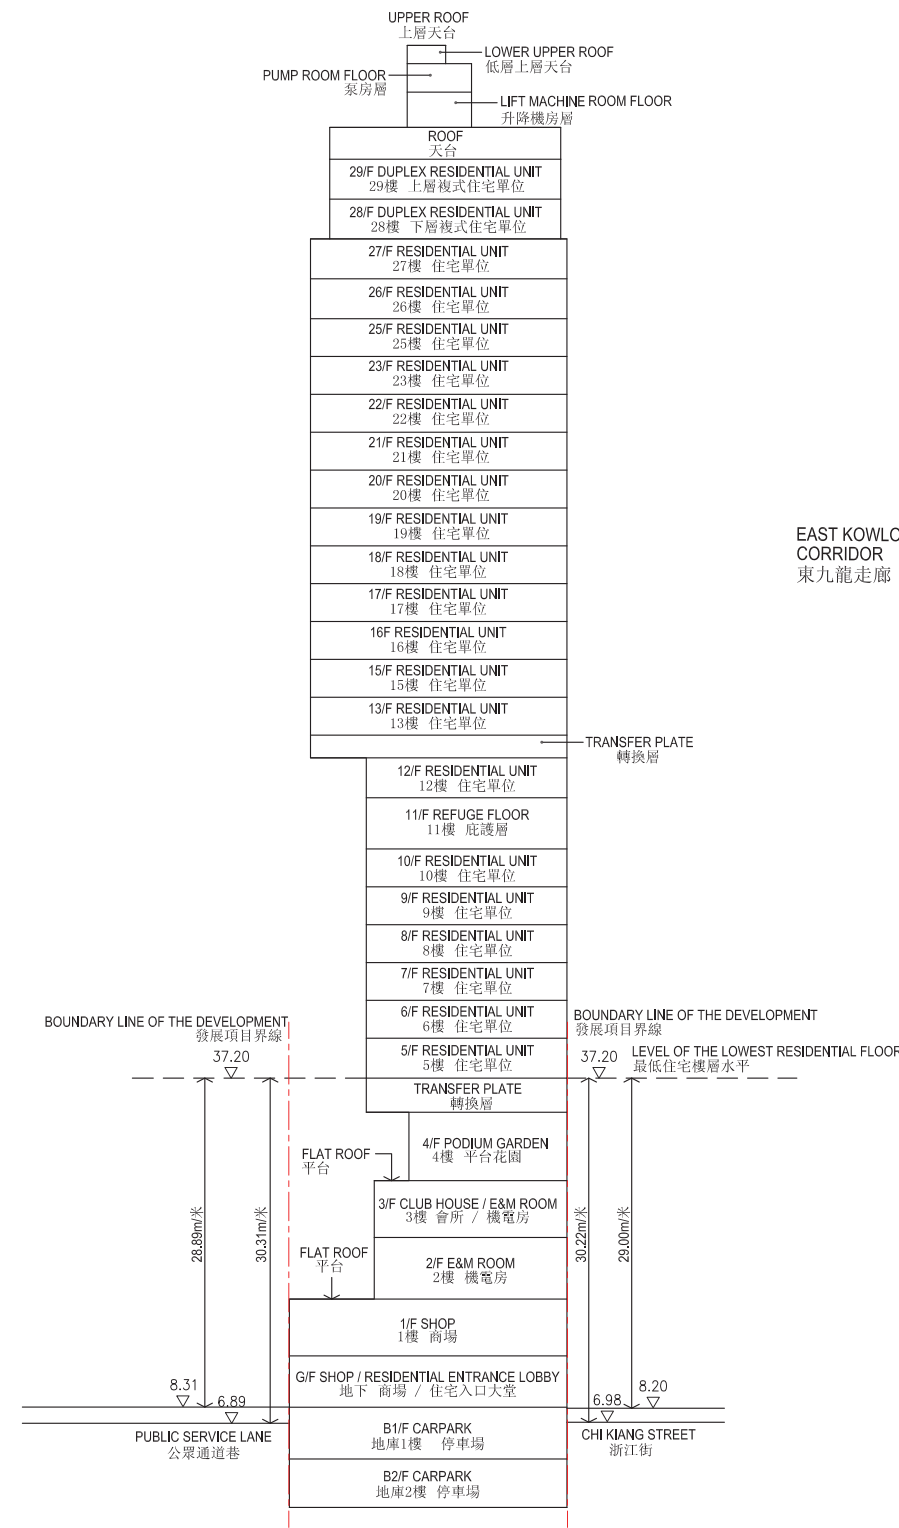 UPPER ROOF
上層天台
LOWER UPPER ROOF
低層上層天台
PUMP ROOM FLOOR
泵房層
LIFT MACHINE ROOM FLOOR
升降機房層
ROOF
天台
29/F DUPLEX RESIDENTIAL UNIT
29樓 上層複式住宅單位
28/F DUPLEX RESIDENTIAL UNIT
28樓 下層複式住宅單位
27/F RESIDENTIAL UNIT
27樓 住宅單位
26/F RESIDENTIAL UNIT
26樓 住宅單位
25/F RESIDENTIAL UNIT
25樓 住宅單位
23/F RESIDENTIAL UNIT
23樓 住宅單位
22/F RESIDENTIAL UNIT
22樓 住宅單位
21/F RESIDENTIAL UNIT
21樓 住宅單位
20/F RESIDENTIAL UNIT
20樓 住宅單位
19/F RESIDENTIAL UNIT
19樓 住宅單位
EAST KOWLO
CORRIDOR
東九龍走廊
18/F RESIDENTIAL UNIT
18樓 住宅單位
17/F RESIDENTIAL UNIT
17樓 住宅單位
16F RESIDENTIAL UNIT
16樓 住宅單位
15/F RESIDENTIAL UNIT
15樓 住宅單位
13/F RESIDENTIAL UNIT
13樓 住宅單位
TRANSFER PLATE
轉換層
12/F RESIDENTIAL UNIT
12樓 住宅單位
11/F REFUGE FLOOR
11樓 庇護層
10/F RESIDENTIAL UNIT
10樓 住宅單位
9/F RESIDENTIAL UNIT
9樓 住宅單位
8/F RESIDENTIAL UNIT
8樓 住宅單位
7/F RESIDENTIAL UNIT
7樓 住宅單位
6/F RESIDENTIAL UNIT
6樓 住宅單位
BOUNDARY LINE OF THE DEVELOPMENT
發展項目界線
BOUNDARY LINE OF THE DEVELOPMENT
發展項目界線
5/F RESIDENTIAL UNIT
5樓 住宅單位
37.20
37.20
LEVEL OF THE LOWEST RESIDENTIAL FLOOR
最低住宅樓層水平
TRANSFER PLATE
轉換層
4/F PODIUM GARDEN
4樓 平台花園
FLAT ROOF
平台
3/F CLUB HOUSE / E&M ROOM
3樓 會所 / 機電房
28.89m/米
30.31m/米
30.22m/米
29.00m/米
FLAT ROOF
平台
2/F E&M ROOM
2樓 機電房
1/F SHOP
1樓 商場
G/F SHOP / RESIDENTIAL ENTRANCE LOBBY
地下 商場 / 住宅入口大堂
8.31
6.89
6.98
8.20
PUBLIC SERVICE LANE
公眾通道巷
B1/F CARPARK
地庫1樓 停車場
CHI KIANG STREET
浙江街
B2/F CARPARK
地庫2樓 停車場